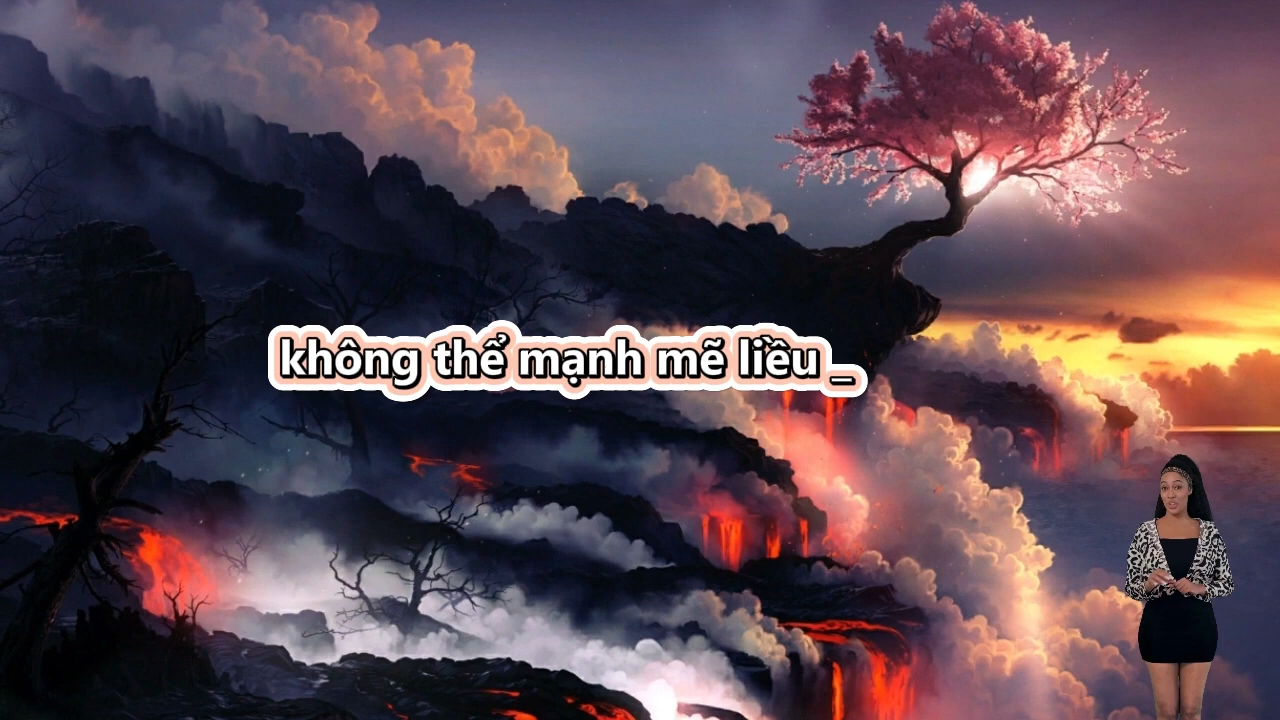 không thể mạnh mẽ liều _